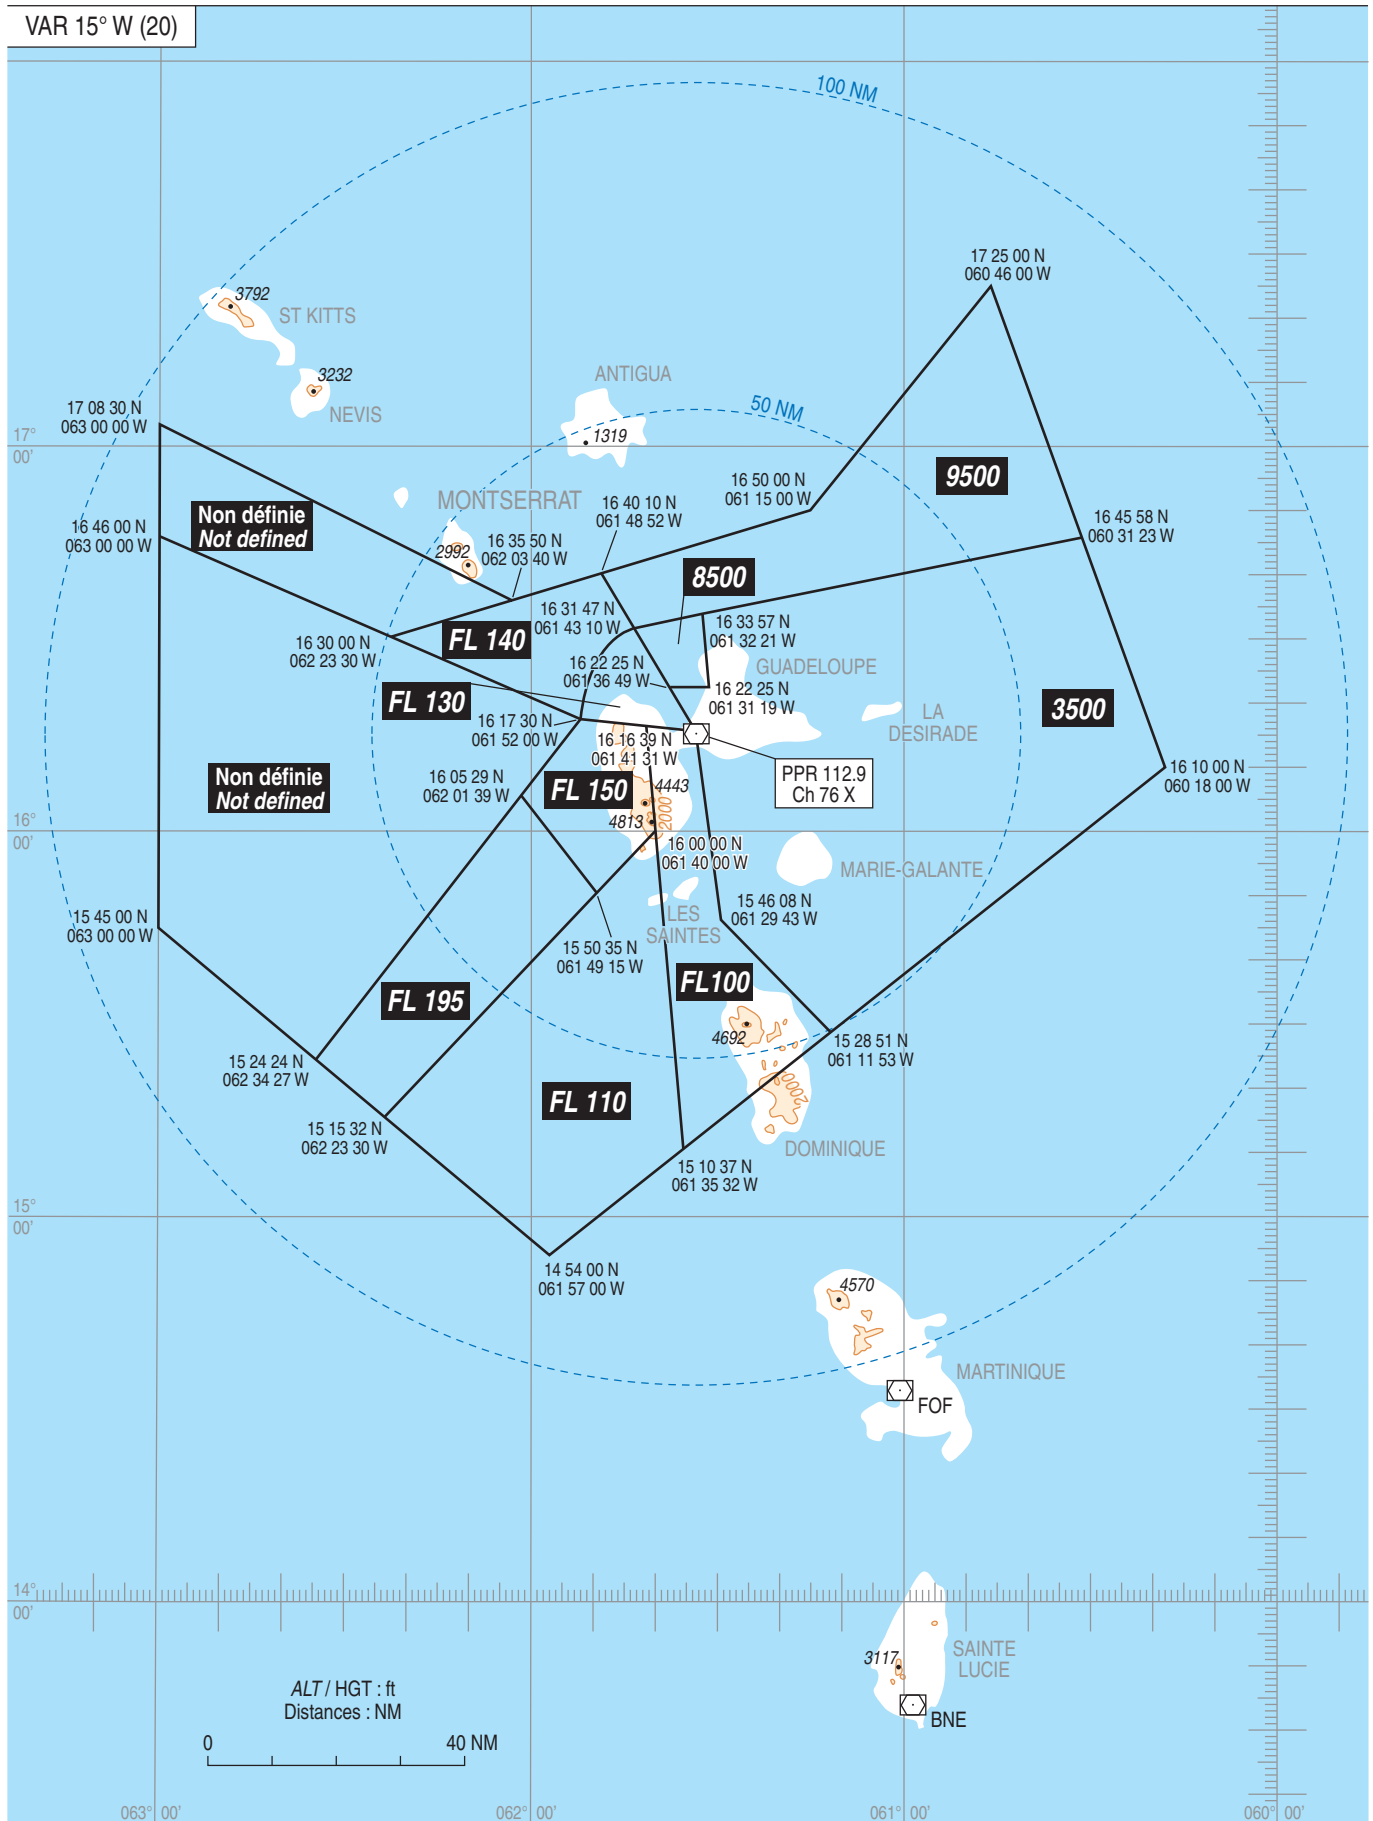 VAR 15° W (20)
100 NM
17 25 00 N
060 46 00 W
3792
ST KITTS
3232
NEVIS
ANTIGUA
1319
50 NM
17 08 30 N
063 00 00 W
17°
00'
16 50 00 N
061 15 00 W
9500
MONTSERRAT
16 40 10 N
061 48 52 W
Non définie
Not defined
16 46 00 N
063 00 00 W
16 45 58 N
060 31 23 W
2992
16 35 50 N
062 03 40 W
8500
16 31 47 N
061 43 10 W
16 33 57 N
061 32 21 W
16 30 00 N
062 23 30 W
FL 140
16 22 25 N
061 36 49 W
GUADELOUPE
16 22 25 N
061 31 19 W
FL 130
3500
LA
DESIRADE
16 17 30 N
061 52 00 W
16 16 39 N
061 41 31 W
PPR 112.9
Ch 76 X
16 10 00 N
060 18 00 W
Non définie
Not defined
16 05 29 N
062 01 39 W
FL 150
4443
4813
2000
16°
00'
16 00 00 N
061 40 00 W
MARIE-GALANTE
15 46 08 N
061 29 43 W
LES
SAINTES
15 45 00 N
063 00 00 W
15 50 35 N
061 49 15 W
FL100
FL 195
4692
15 28 51 N
061 11 53 W
15 24 24 N
062 34 27 W
2000
FL 110
15 15 32 N
062 23 30 W
DOMINIQUE
15 10 37 N
061 35 32 W
15°
00'
14 54 00 N
061 57 00 W
4570
MARTINIQUE
FOF
14°
00'
3117
SAINTE
LUCIE
BNE
ALT / HGT : ft
Distances : NM
0 40 NM
063° 00' 062° 00' 061° 00' 060° 00'